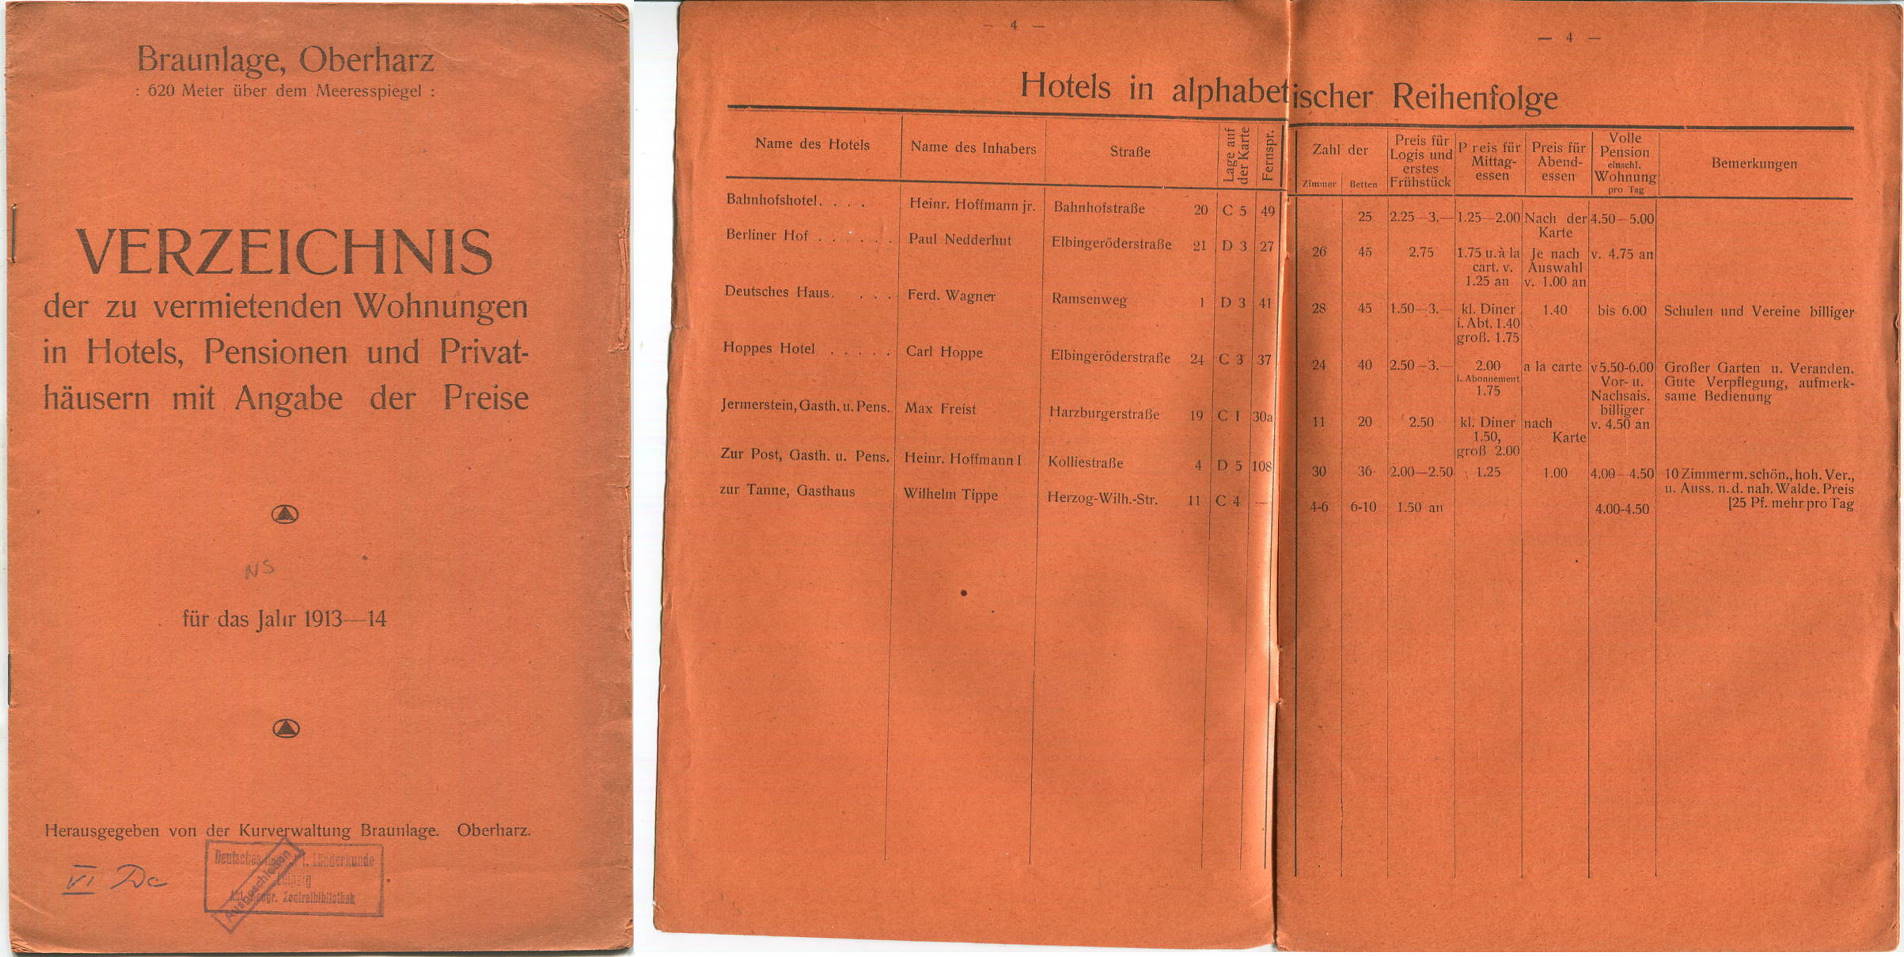 Braunlage, Oberharz
: 620 Meter über dem Meeresspiegel :
VERZEICHNIS
der zu vermietenden Wohnungen
in Hotels, Pensionen und Privat-
häusern mit Angabe der Preise
NS
für das Jahr 1913—14
Herausgegeben von der Kurverwaltung Braunlage. Oberharz.
VI
Deutsches Länderkunde
Leipzig
Zentralbibliothek
Ausgeschieden
— 4 —
— 4 —
Hotels in alphabetischer Reihenfolge
Name des Hotels Name des Inhabers Straße Lage auf der Karte Fernspr. Zahl der Zimmer Betten Preis für Logis und erstes Frühstück Preis für Mittag-essen Preis für Abend-essen Volle Pension einschl. Wohnung pro Tag Bemerkungen
Bahnhofshotel. . . . Heinr. Hoffmann jr. Bahnhofstraße 20 C 5 49 25 2.25—3.— 1.25—2.00 Nach der Karte 4.50—5.00
Berliner Hof . . . . . . Paul Nedderhut Elbingeröderstraße 21 D 3 27 26 45 2.75 1.75 u. à la cart. v. 1.25 an Je nach Auswahl v. 1.00 an v. 4.75 an
Deutsches Haus. . . . Ferd. Wagner Ramsenweg 1 D 3 41 28 45 1.50—3.— kl. Diner i. Abt. 1.40 groß. 1.75 1.40 bis 6.00 Schulen und Vereine billiger
Hoppes Hotel . . . . . Carl Hoppe Elbingeröderstraße 24 C 3 37 24 40 2.50—3.— 2.00 i. Abonnement 1.75 a la carte v 5.50-6.00 Vor- u. Nachsais. billiger Großer Garten u. Veranden. Gute Verpflegung, aufmerk-same Bedienung
Jermerstein, Gasth. u. Pens. Max Freist Harzburgerstraße 19 C 1 30a 11 20 2.50 kl. Diner 1.50, groß 2.00 nach Karte v. 4.50 an
Zur Post, Gasth. u. Pens. Heinr. Hoffmann I Kolliestraße 4 D 5 108 30 36 2.00—2.50 1.25 1.00 4.00—4.50 10 Zimmer m. schön., hoh. Ver., u. Auss. n. d. nah. Walde. Preis [25 Pf. mehr pro Tag
zur Tanne, Gasthaus Wilhelm Tippe Herzog-Wilh.-Str. 11 C 4 — 4-6 6-10 1.50 an 4.00-4.50